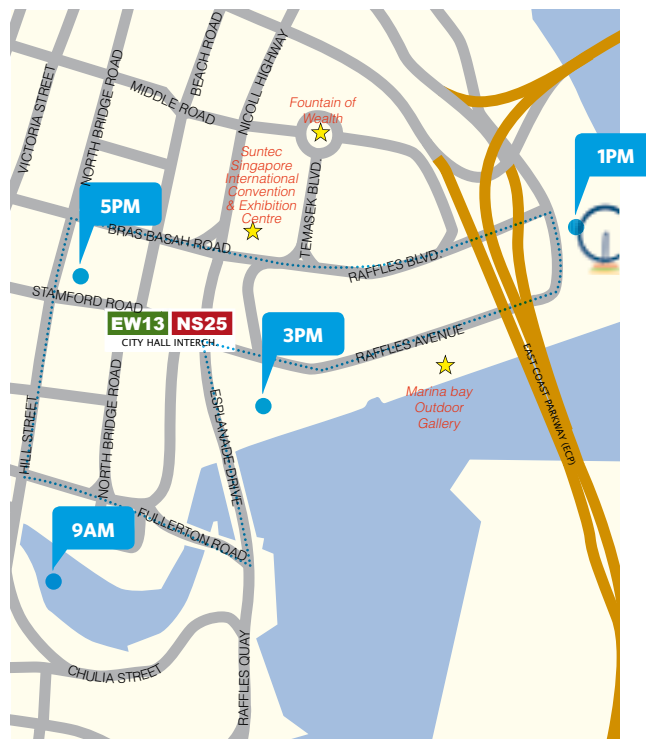 BEACH ROAD
NICOLL HIGHWAY
VICTORIA STREET
NORTH BRIDGE ROAD
MIDDLE ROAD
Fountain of
Wealth
1PM
Suntec
Singapore
International
Convention
& Exhibition
Centre
TEMASEK BLVD.
5PM
BRAS BASAH ROAD
RAFFLES BLVD.
STAMFORD ROAD
EW13 NS25
CITY HALL INTERCH.
3PM
RAFFLES AVENUE
EAST COAST PARKWAY (ECP)
Marina bay
Outdoor
Gallery
HILL STREET
NORTH BRIDGE ROAD
ESPLANADE DRIVE
9AM
FULLERTON ROAD
CHULIA STREET
RAFFLES QUAY